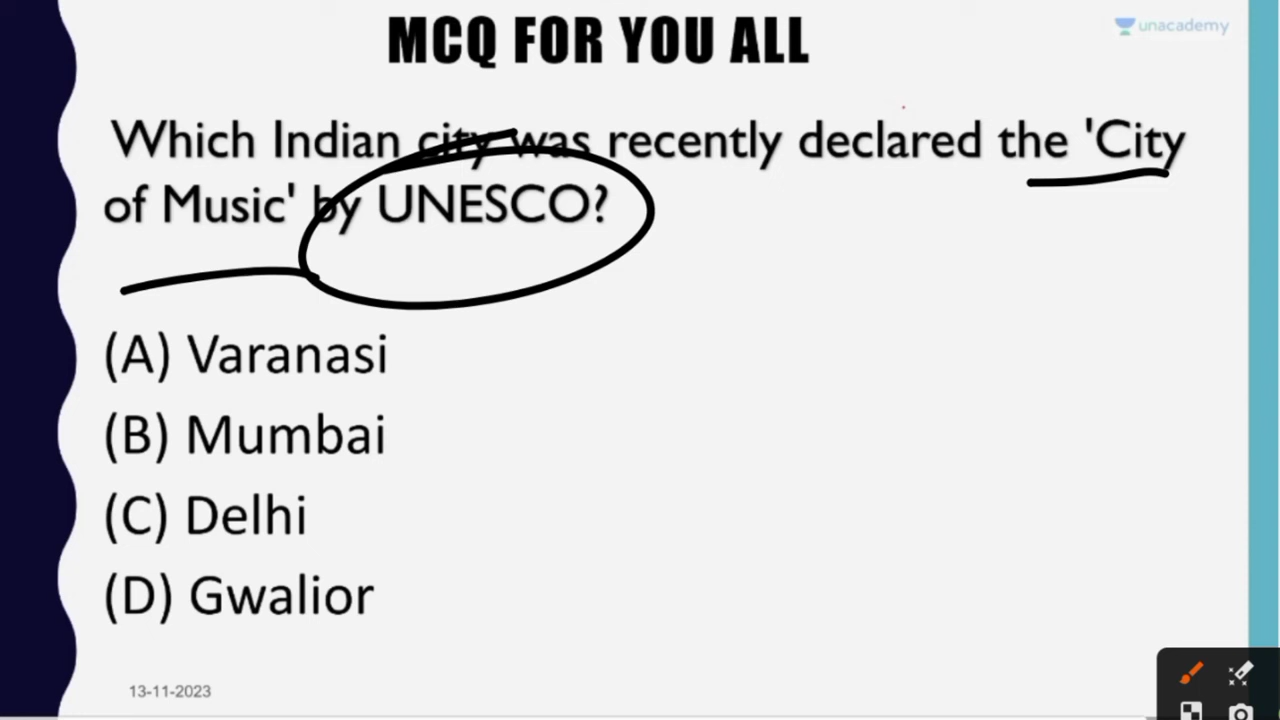 MCQ FOR YOU ALL
unacademy
Which Indian city was recently declared the 'City
of Music' by UNESCO?
(A) Varanasi
(B) Mumbai
(C) Delhi
(D) Gwalior
13-11-2023